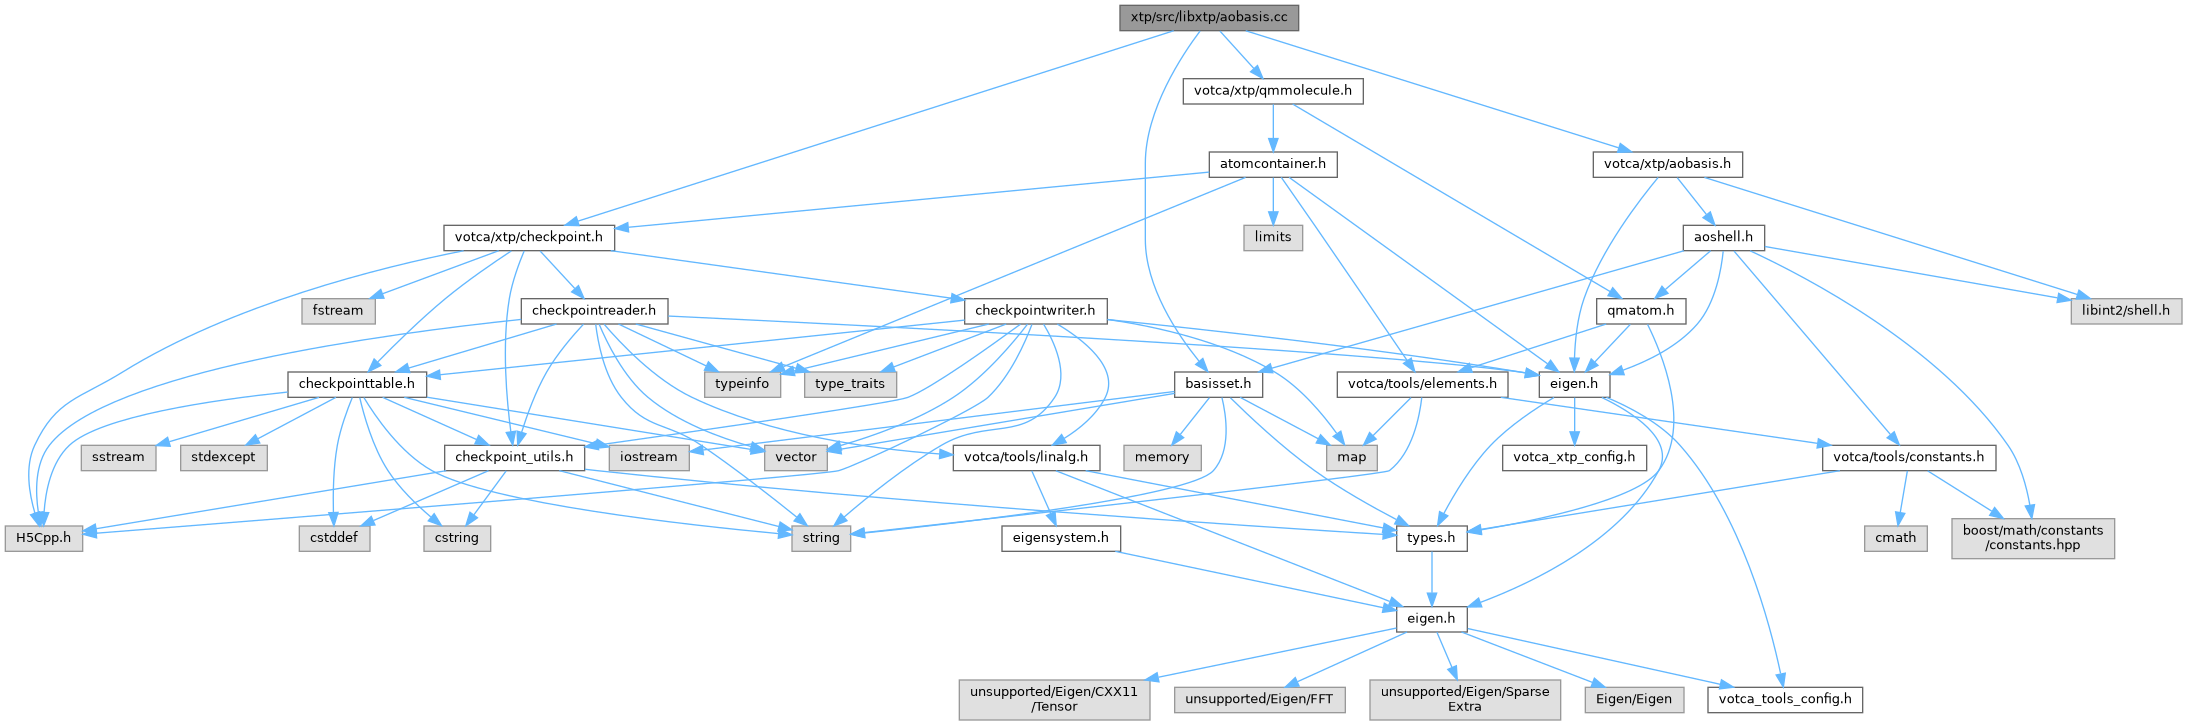 xtp/src/libxtp/aobasis.cc
votca/xtp/qmmolecule.h
atomcontainer.h
votca/xtp/aobasis.h
votca/xtp/checkpoint.h
limits
aoshell.h
fstream
checkpointreader.h
checkpointwriter.h
qmatom.h
libint2/shell.h
checkpointtable.h
typeinfo
type_traits
basisset.h
votca/tools/elements.h
eigen.h
sstream
stdexcept
checkpoint_utils.h
iostream
vector
votca/tools/linalg.h
memory
map
votca_xtp_config.h
votca/tools/constants.h
H5Cpp.h
cstddef
cstring
string
eigensystem.h
types.h
cmath
boost/math/constants
/constants.hpp
eigen.h
unsupported/Eigen/CXX11
/Tensor
unsupported/Eigen/FFT
unsupported/Eigen/Sparse
Extra
Eigen/Eigen
votca_tools_config.h